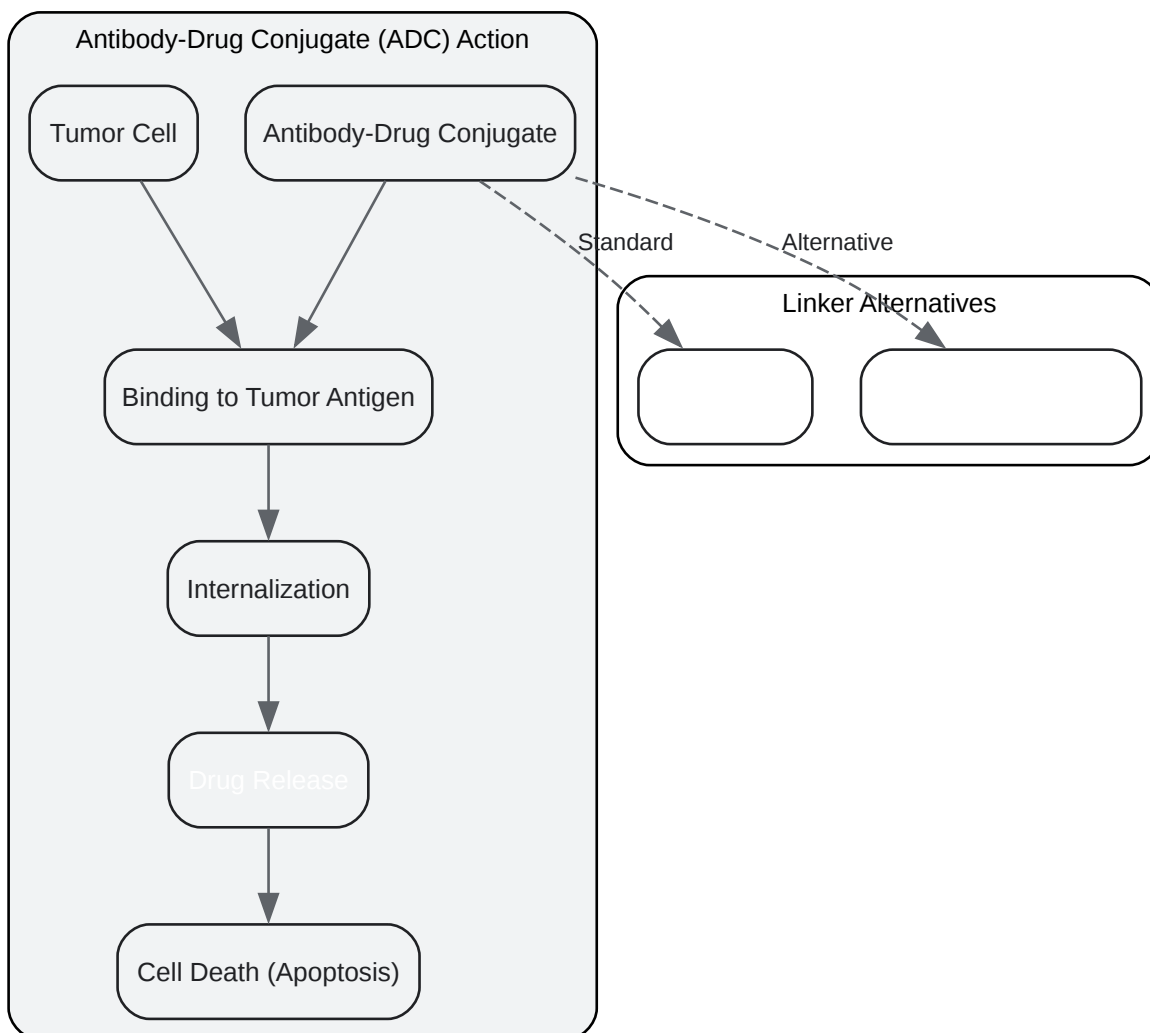 Antibody-Drug Conjugate (ADC) Action
Tumor Cell
Antibody-Drug Conjugate
Standard
Alternative
Linker Alternatives
Binding to Tumor Antigen
Internalization
Drug Release
Cell Death (Apoptosis)